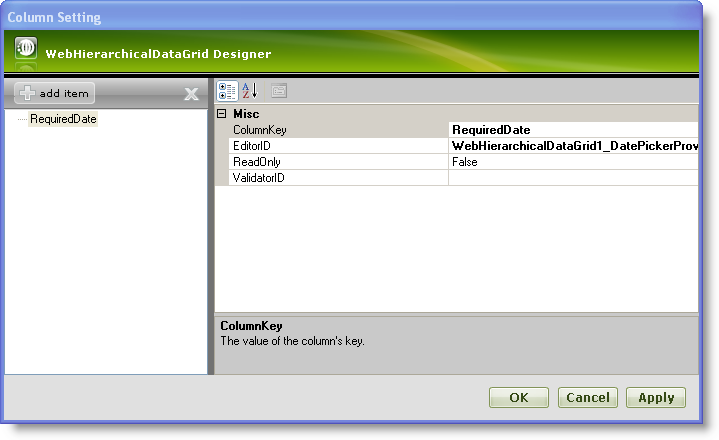 Column Setting
WebHierarchicalDataGrid Designer
add item
RequiredDate
Misc
ColumnKey RequiredDate
EditorID WebHierarchicalDataGrid1_DatePickerProv
ReadOnly False
ValidatorID
ColumnKey
The value of the column's key.
OK Cancel Apply